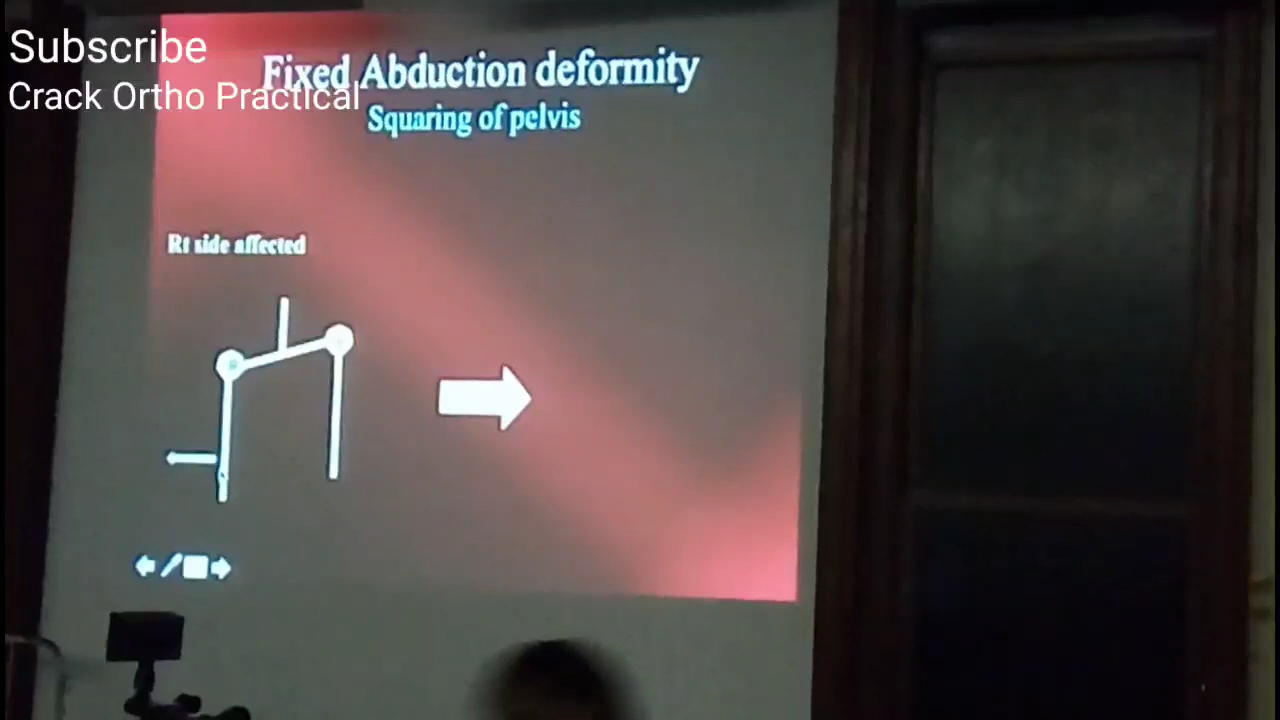 Subscribe
Crack Ortho Practical
Fixed Abduction deformity
Squaring of pelvis
Rt side affected